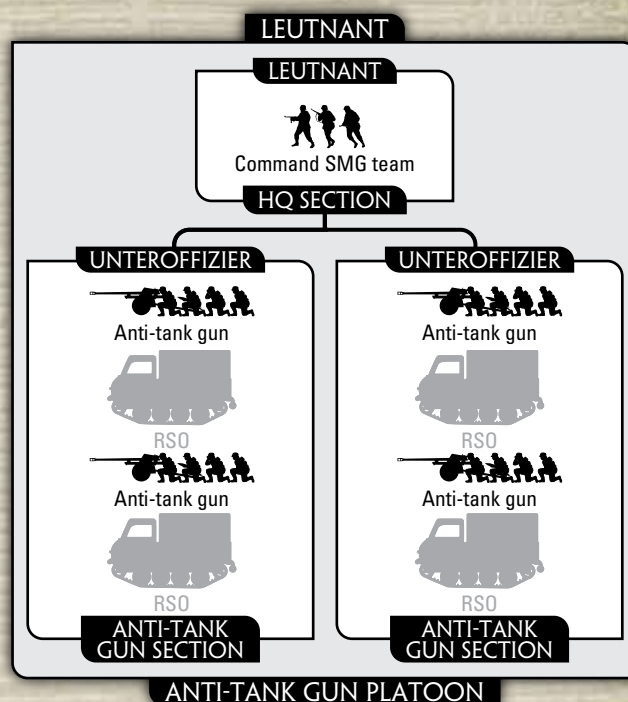 LEUTNANT
LEUTNANT
Command SMG team
HQ SECTION
UNTEROFFIZIER
Anti-tank gun
RSO
Anti-tank gun
RSO
ANTI-TANK
GUN SECTION
UNTEROFFIZIER
Anti-tank gun
RSO
Anti-tank gun
RSO
ANTI-TANK
GUN SECTION
ANTI-TANK GUN PLATOON